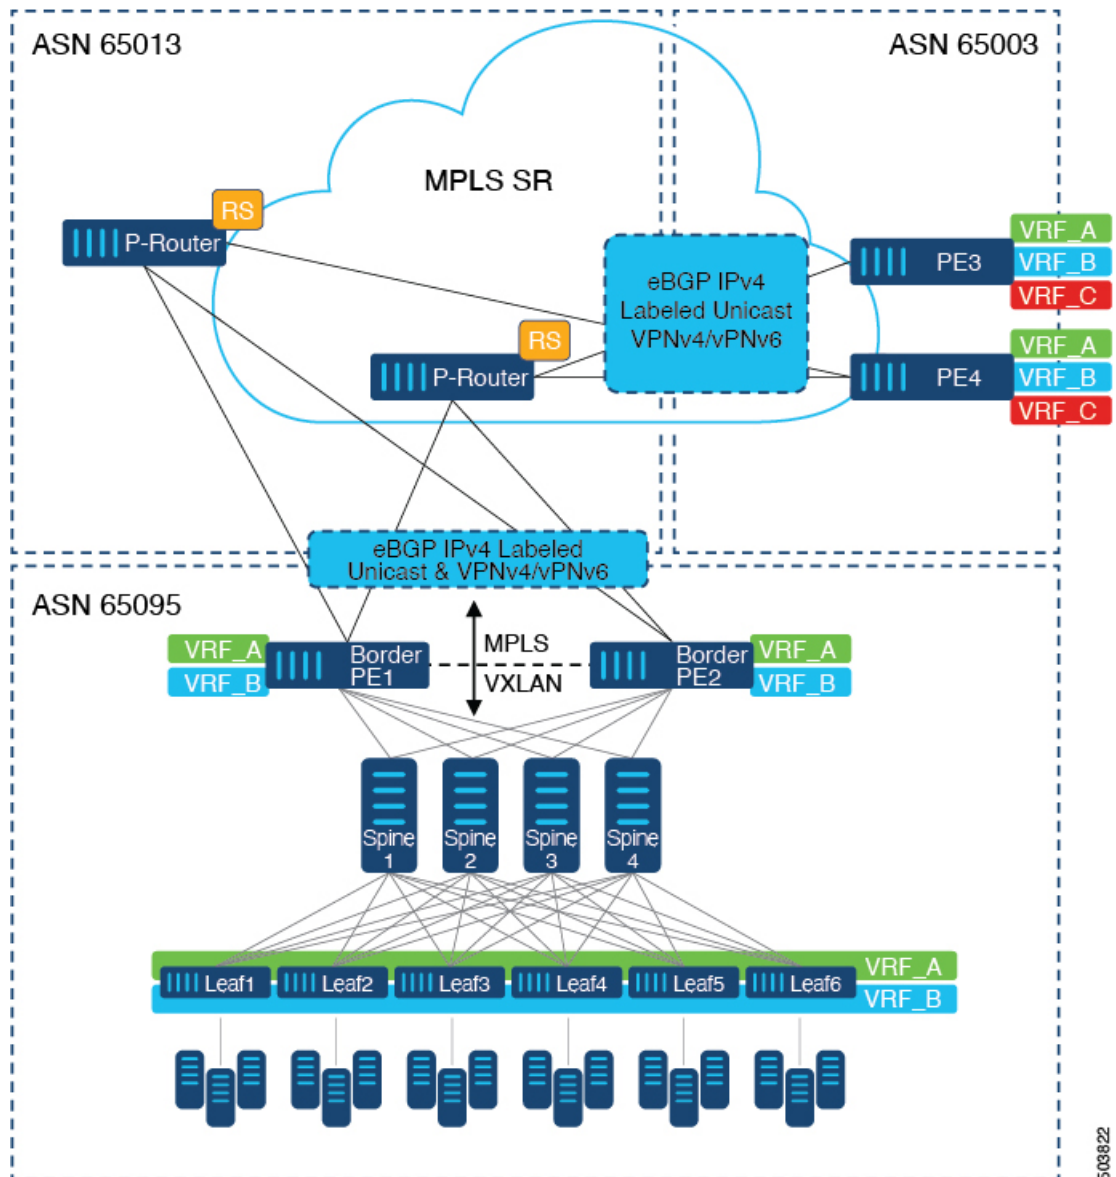 ASN 65013
ASN 65003
MPLS SR
RS
P-Router
eBGP IPv4
Labeled Unicast
VPNv4/vPNv6
PE3
VRF_A
VRF_B
VRF_C
RS
P-Router
PE4
VRF_A
VRF_B
VRF_C
eBGP IPv4 Labeled
Unicast & VPNv4/vPNv6
ASN 65095
VRF_A
VRF_B
Border
PE1
MPLS
VXLAN
Border
PE2
VRF_A
VRF_B
Spine
1
Spine
2
Spine
3
Spine
4
VRF_A
Leaf1
Leaf2
Leaf3
Leaf4
Leaf5
Leaf6
VRF_B
503822